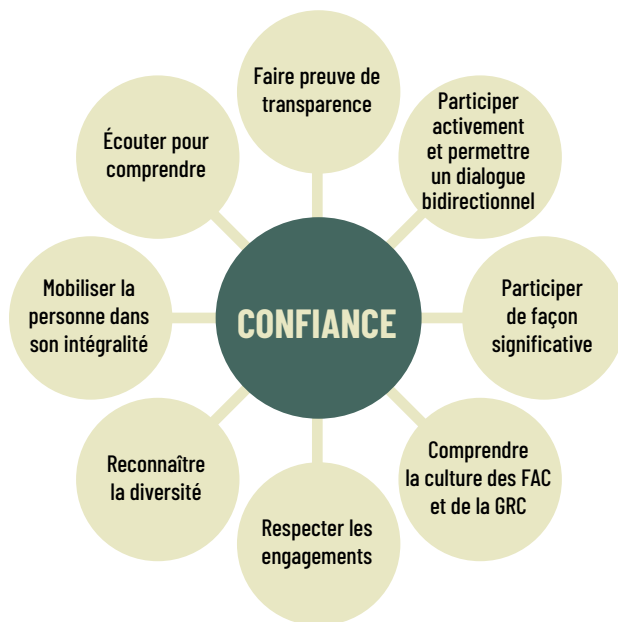 Faire preuve de
transparence
Participer
activement
et permettre
un dialogue
bidirectionnel
Écouter pour
comprendre
Mobiliser la
personne dans
son intégralité
CONFIANCE
Participer
de façon
significative
Reconnaître
la diversité
Comprendre
la culture des FAC
et de la GRC
Respecter les
engagements